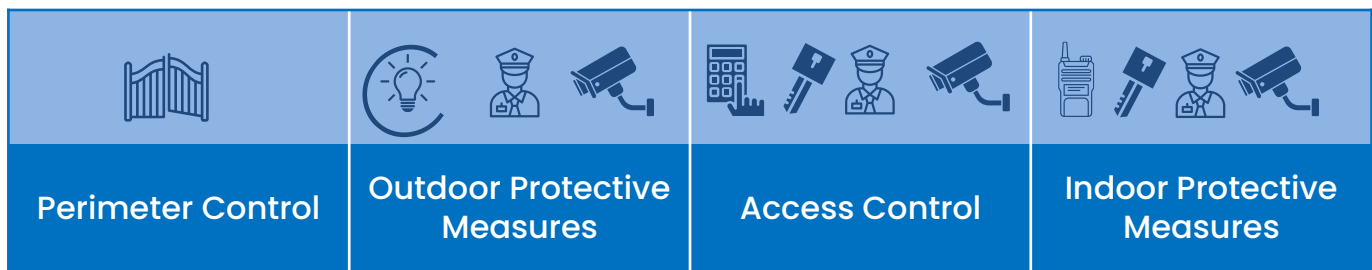 Perimeter Control
Outdoor Protective
Measures
Access Control
Indoor Protective
Measures